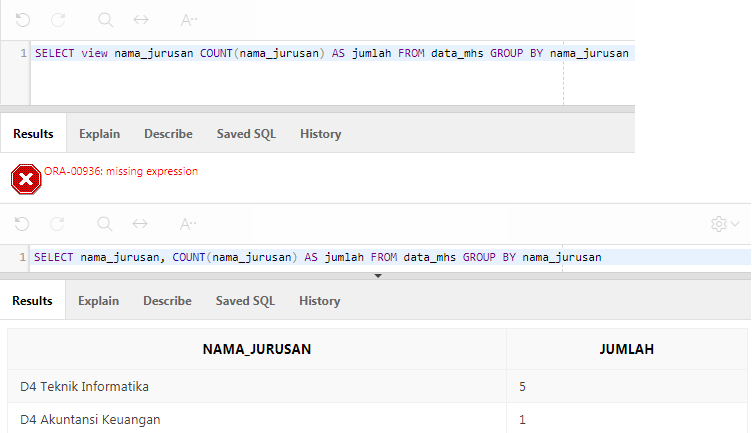 A··
1 SELECT view nama_jurusan COUNT(nama_jurusan) AS jumlah FROM data_mhs GROUP BY nama_jurusan
Results Explain Describe Saved SQL History
ORA-00936: missing expression
A··
1 SELECT nama_jurusan, COUNT(nama_jurusan) AS jumlah FROM data_mhs GROUP BY nama_jurusan
Results Explain Describe Saved SQL History
NAMA_JURUSAN JUMLAH
D4 Teknik Informatika 5
D4 Akuntansi Keuangan 1